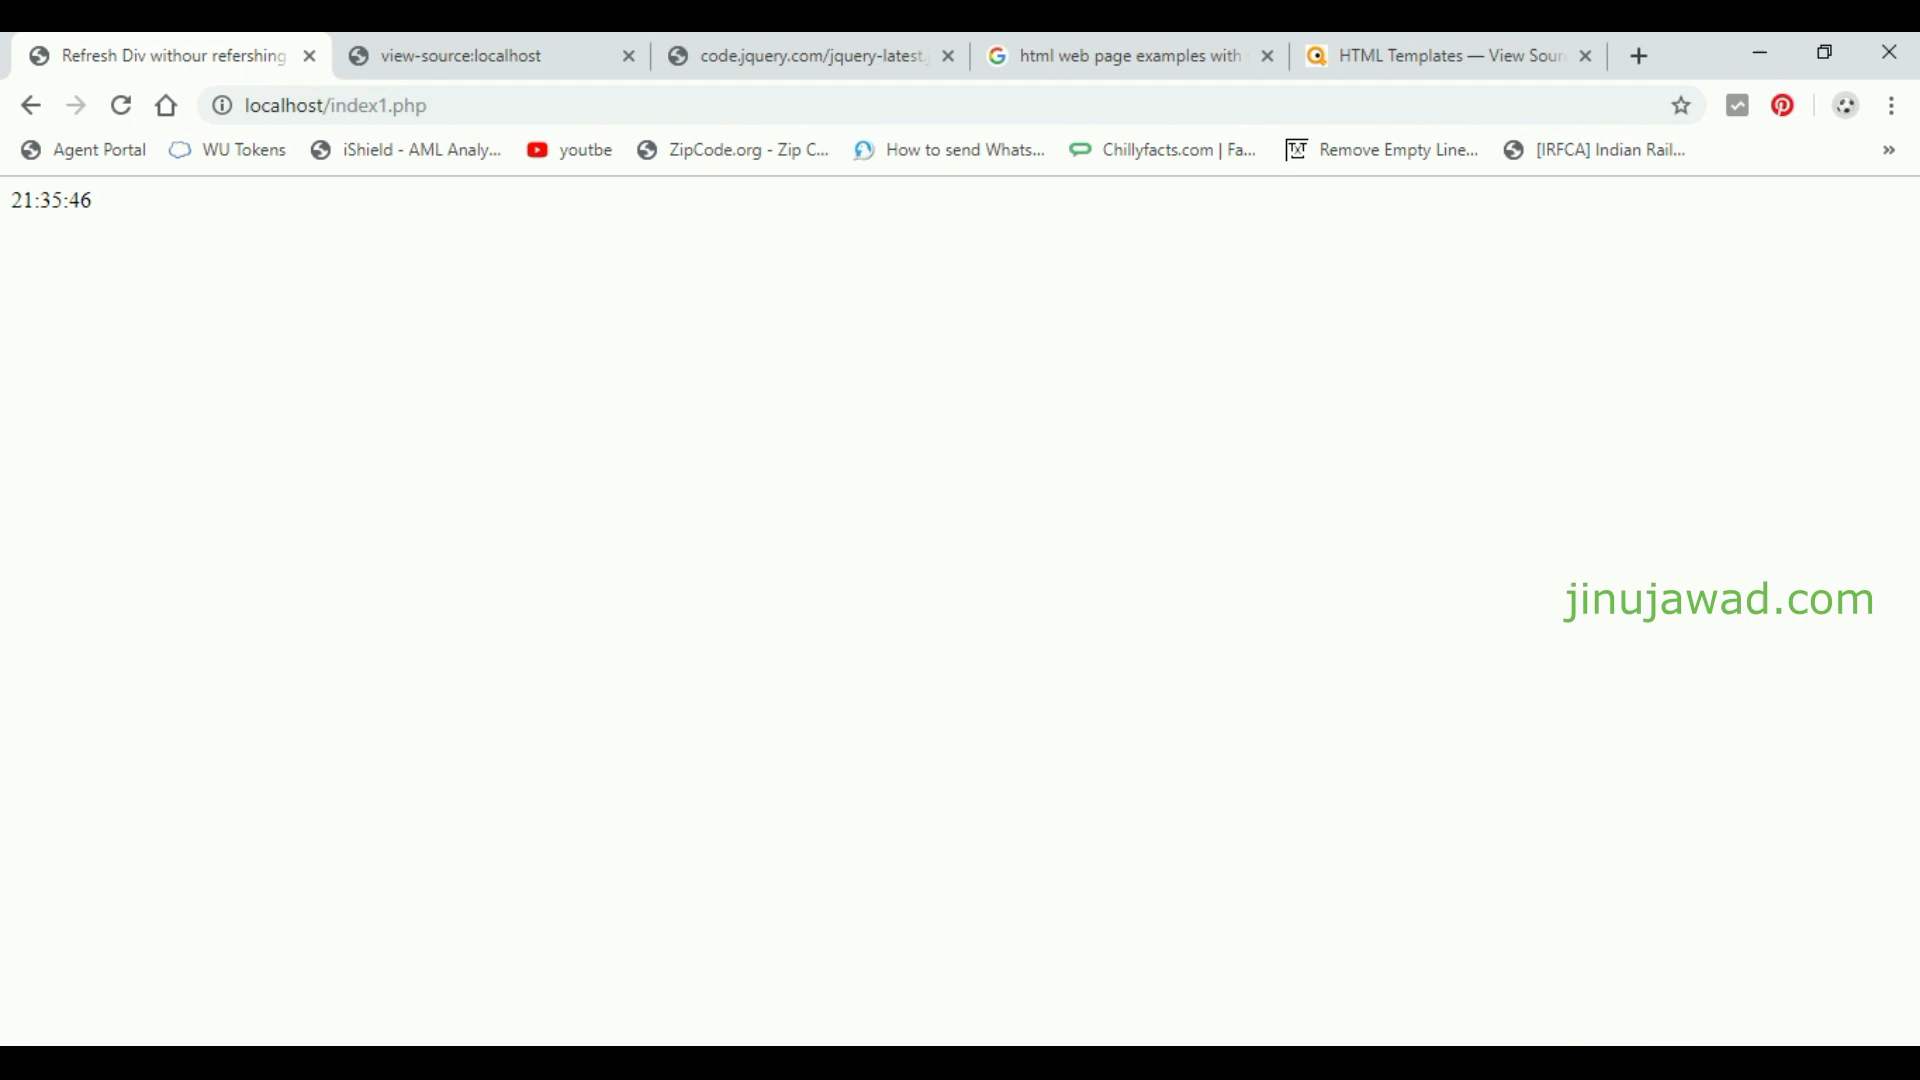 Refresh Div withour refershing
view-source:localhost
code.jquery.com/jquery-latest.
html web page examples with
HTML Templates — View Sour
localhost/index1.php
Agent Portal
WU Tokens
iShield - AML Analy...
youtbe
ZipCode.org - Zip C...
How to send Whats...
Chillyfacts.com | Fa...
TxT
Remove Empty Line...
[IRFCA] Indian Rail...
21:35:46
jinujawad.com